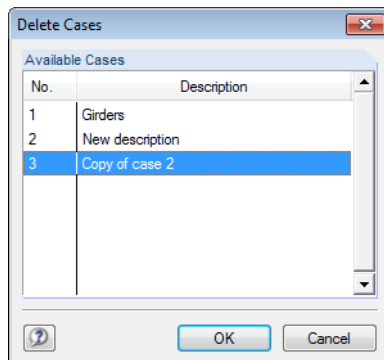 Delete Cases
Available Cases
No. Description
1 Girders
2 New description
3 Copy of case 2
OK Cancel